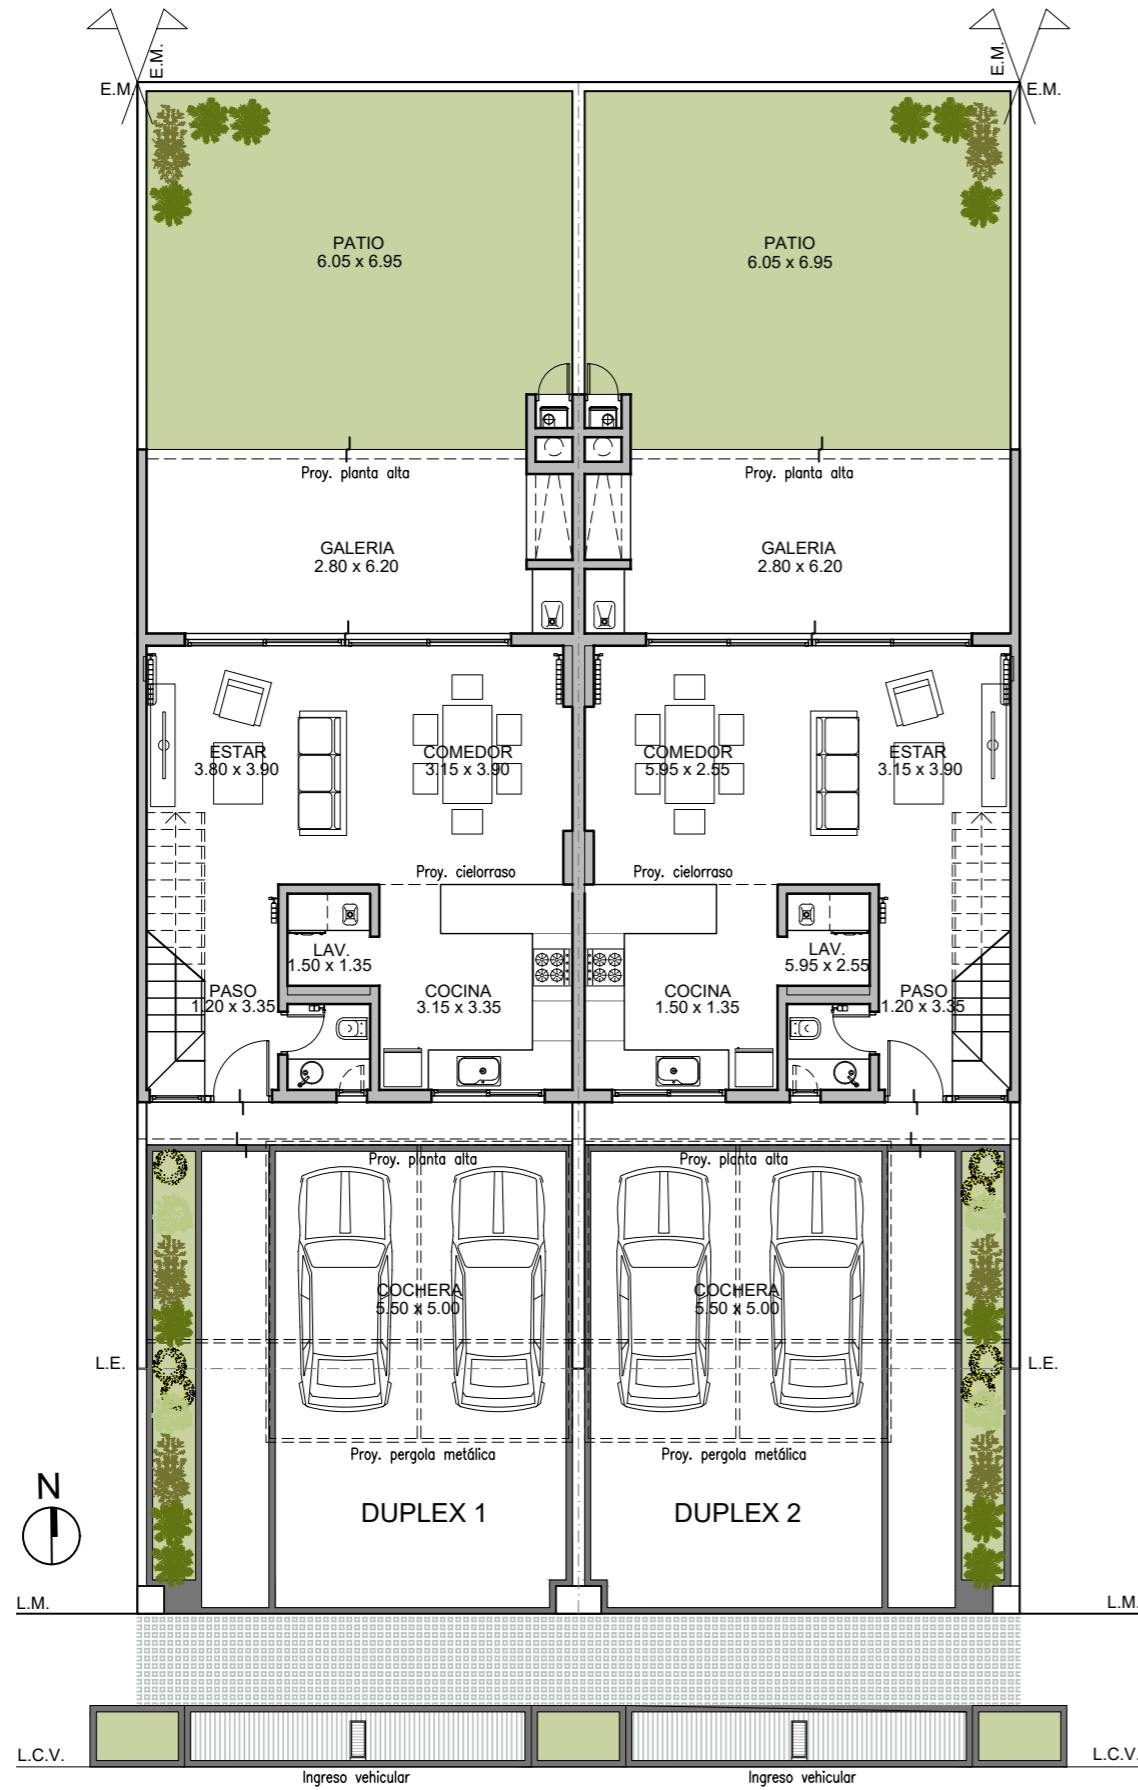 E.M.
E.M.
E.M.
E.M.
PATIO
6.05 x 6.95
PATIO
6.05 x 6.95
Proy. planta alta
Proy. planta alta
GALERIA
2.80 x 6.20
GALERIA
2.80 x 6.20
ESTAR
3.80 x 3.90
COMEDOR
3.15 x 3.90
COMEDOR
5.95 x 2.55
ESTAR
3.15 x 3.90
Proy. cielorraso
Proy. cielorraso
LAV.
1.50 x 1.35
LAV.
5.95 x 2.55
PASO
1.20 x 3.35
COCINA
3.15 x 3.35
COCINA
1.50 x 1.35
PASO
1.20 x 3.35
Proy. planta alta
Proy. planta alta
COCHERA
5.50 x 5.00
COCHERA
5.50 x 5.00
L.E.
L.E.
Proy. pergola metálica
Proy. pergola metálica
N
DUPLEX 1
DUPLEX 2
L.M.
L.M.
L.C.V.
L.C.V.
Ingreso vehicular
Ingreso vehicular